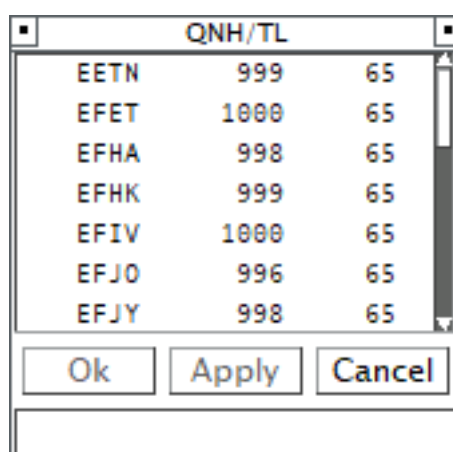 QNH/TL
EETN 999 65
EFET 1000 65
EFHA 998 65
EFHK 999 65
EFIV 1000 65
EFJO 996 65
EFJY 998 65
Ok Apply Cancel